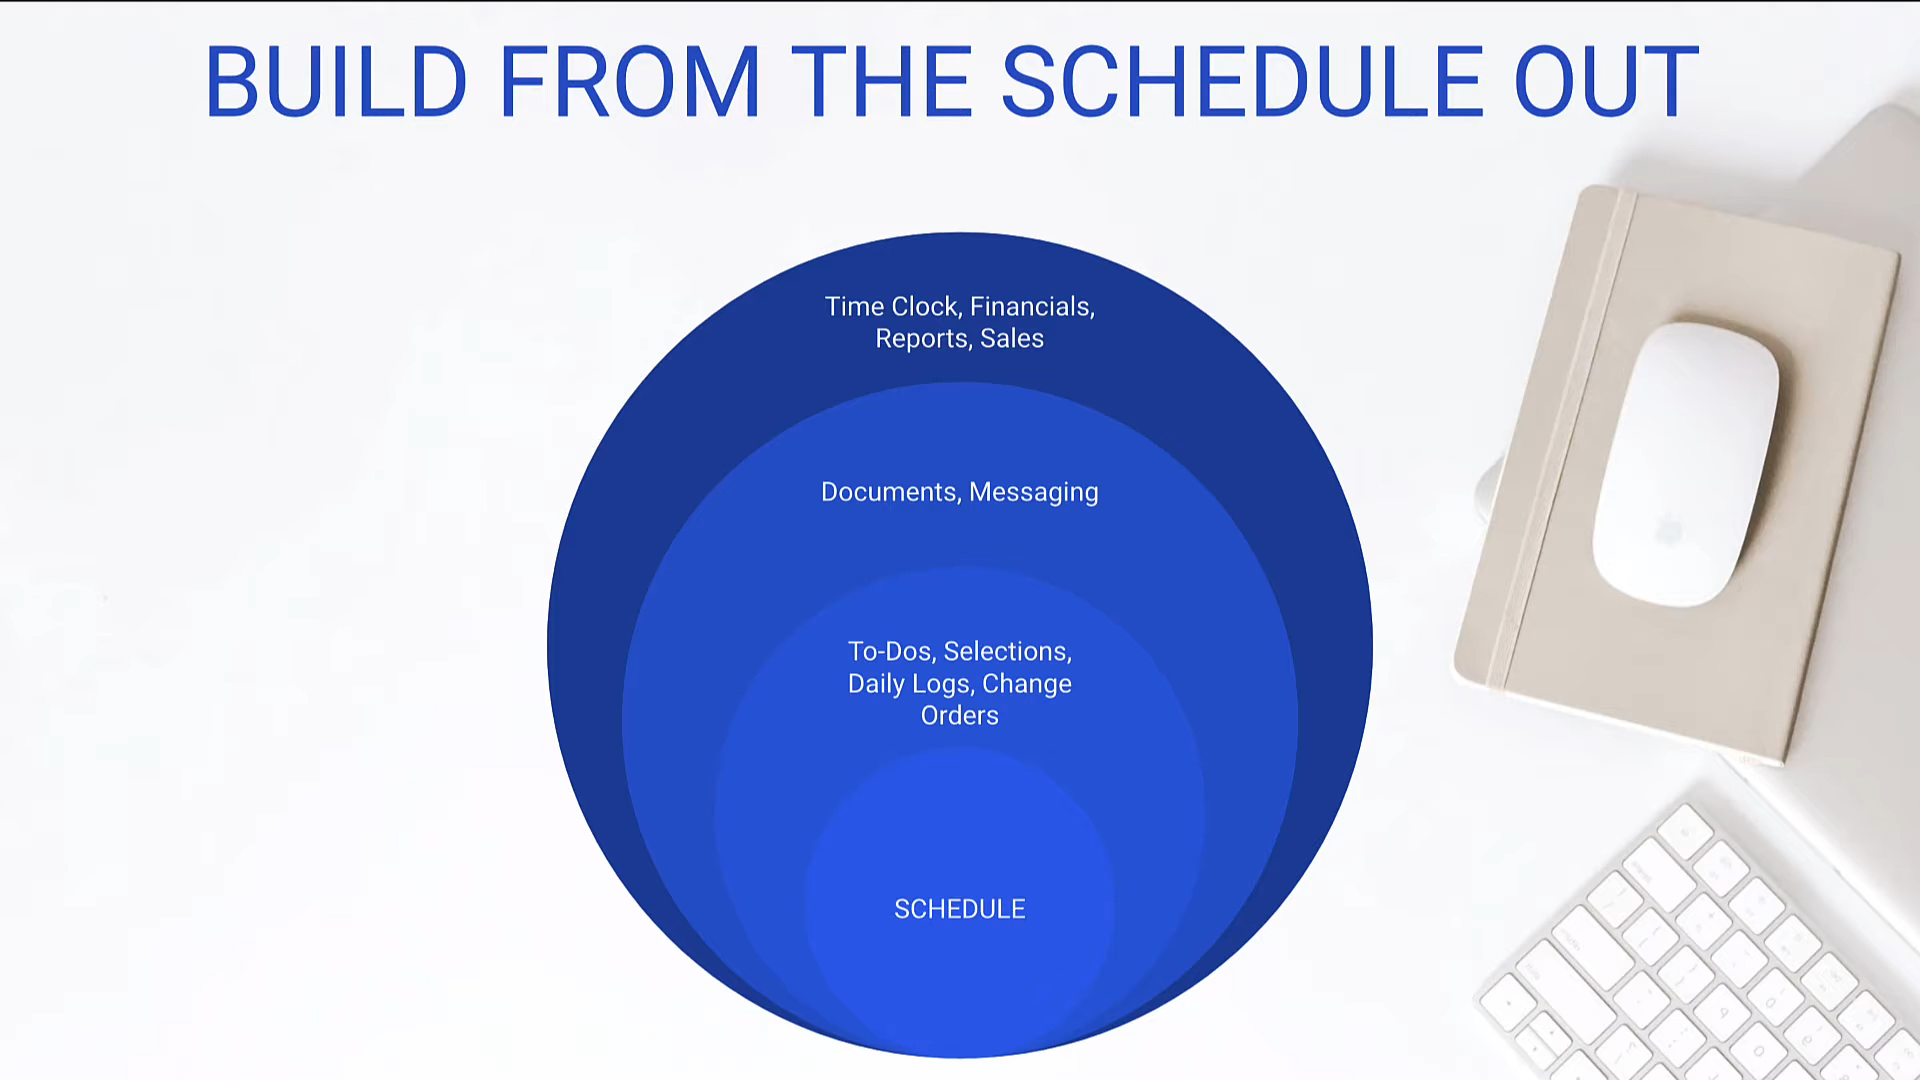 BUILD FROM THE SCHEDULE OUT
Time Clock, Financials,
Reports, Sales
Documents, Messaging
To-Dos, Selections,
Daily Logs, Change
Orders
SCHEDULE